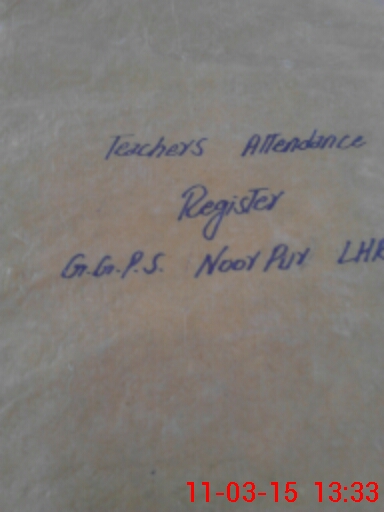 Teachers Attendance
Register
G.G.P.S. Noor Pur LHR
11-03-15 13:33